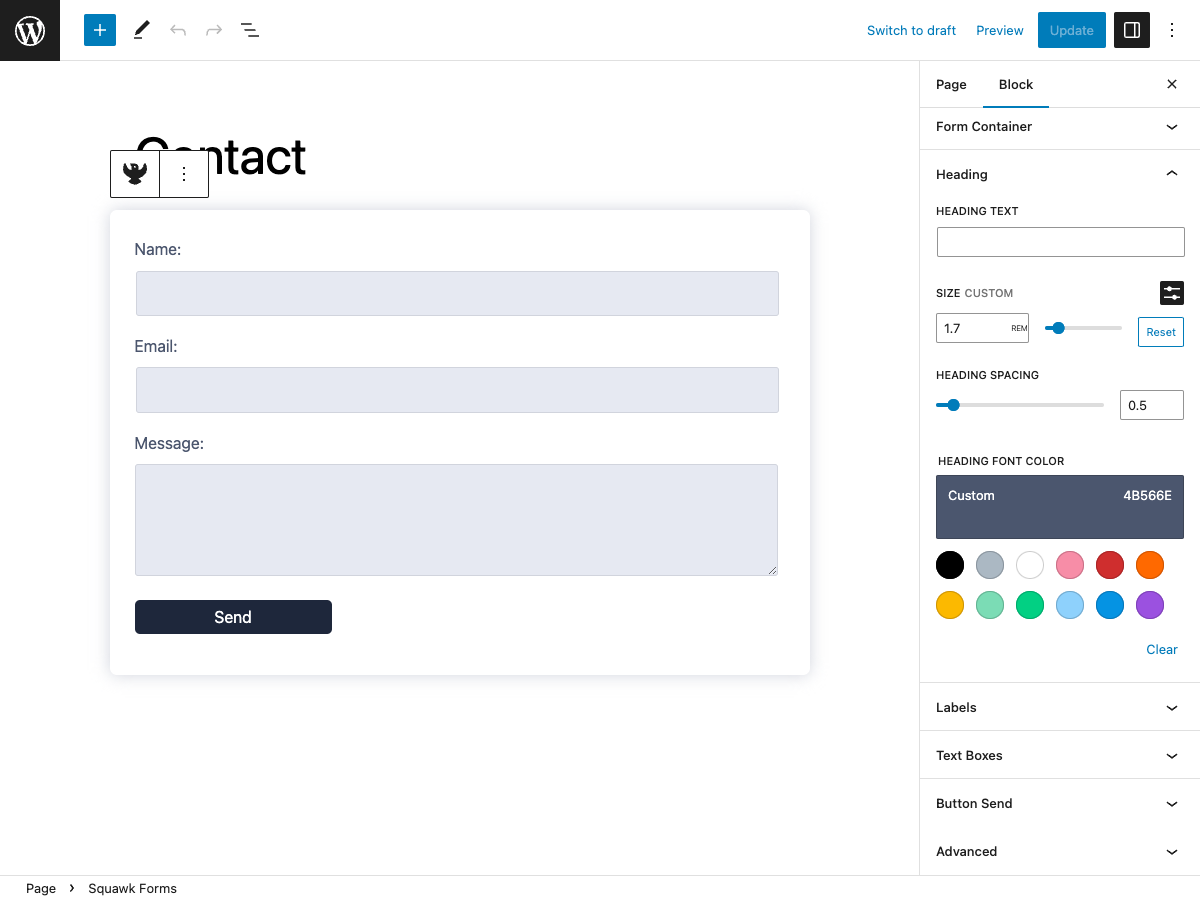 Switch to draft Preview Update
Page Block
Contact
Form Container
Heading
HEADING TEXT
Name:
SIZE CUSTOM
1.7 REM Reset
Email:
HEADING SPACING
0.5
Message:
HEADING FONT COLOR
Custom 4B566E
Send
Clear
Labels
Text Boxes
Button Send
Advanced
Page › Squawk Forms